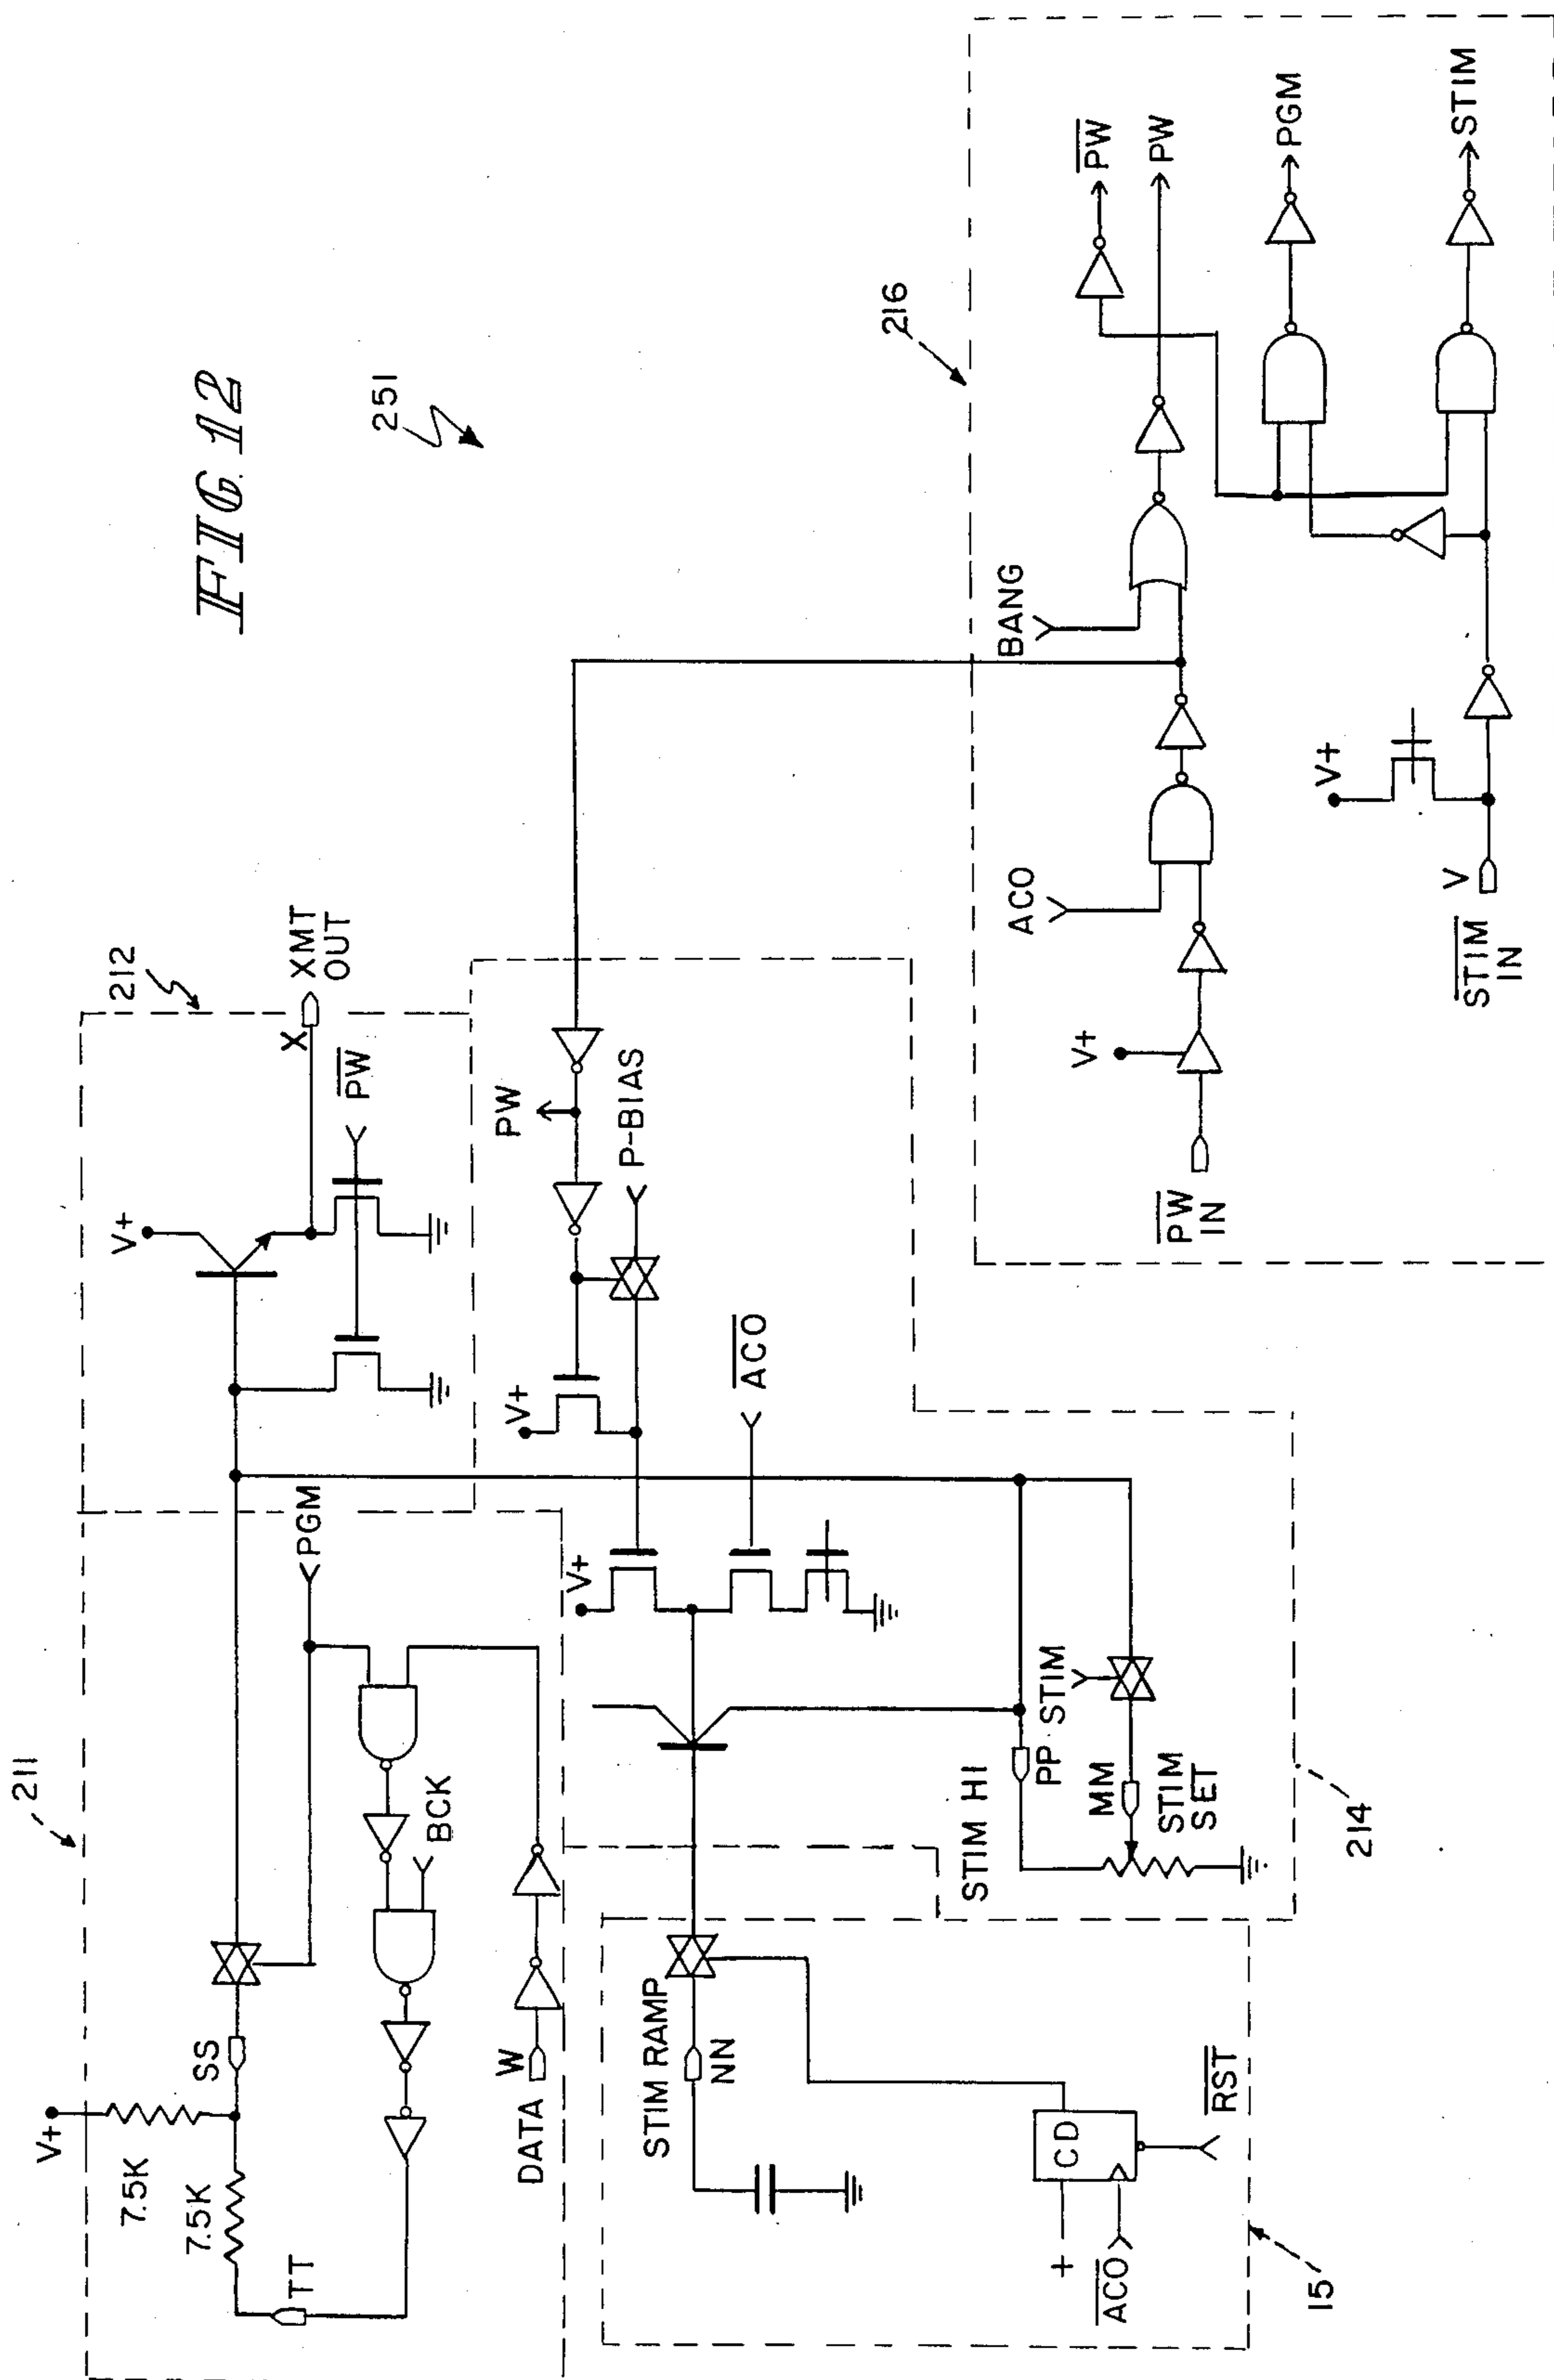 FIG. 12
251
211
212
V+
7.5K
7.5K
SS
TT
PGM
BCK
DATA
W
V+
X
XMT
OUT
PW
PW
P-BIAS
V+
V+
ACO
STIM RAMP
NN
STIM HI
PP
STIM
MM
STIM
SET
214
CD
+
ACO
RST
15
216
BANG
ACO
V+
PW
IN
V+
V
STIM
IN
PW
PW
PGM
STIM